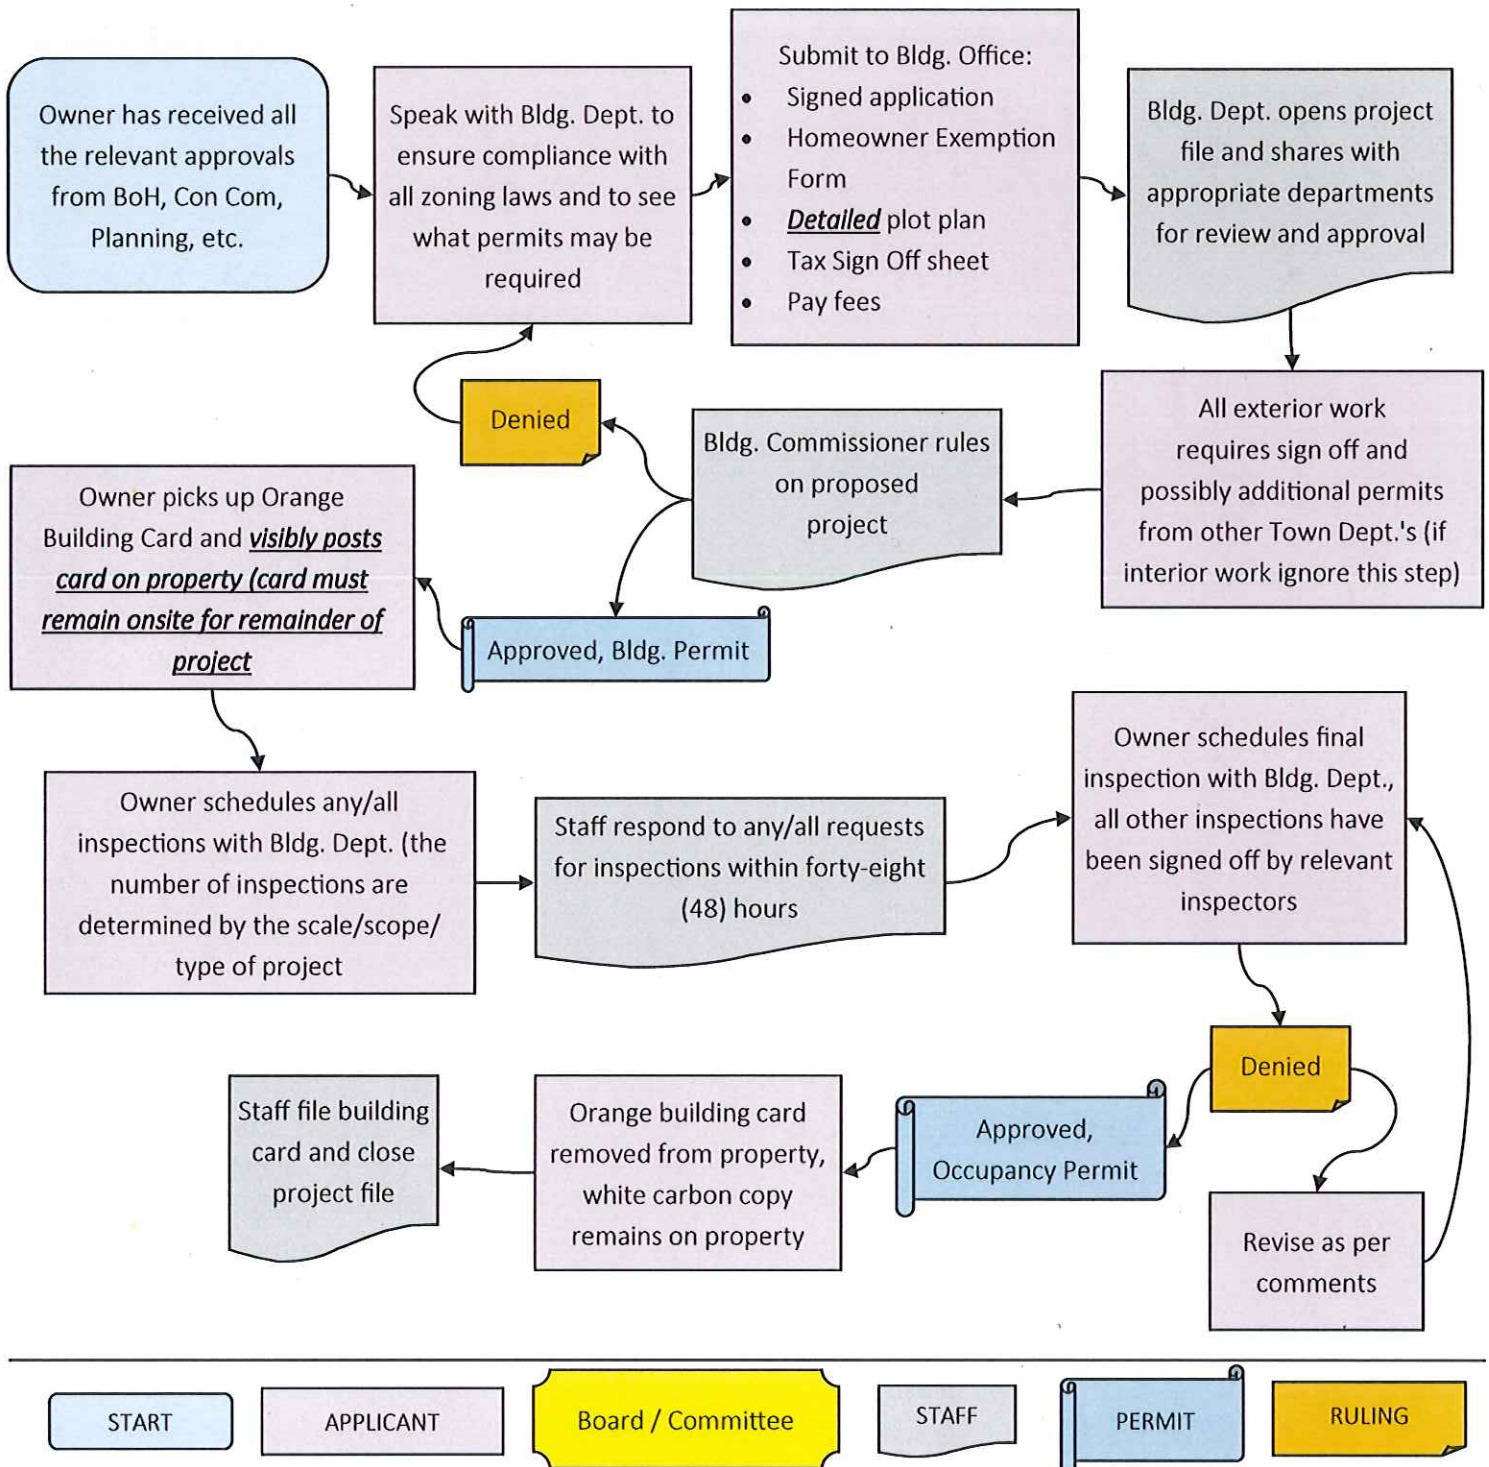 Owner has received all
the relevant approvals
from BoH, Con Com,
Planning, etc.
Speak with Bldg. Dept. to
ensure compliance with
all zoning laws and to see
what permits may be
required
Submit to Bldg. Office:
• Signed application
• Homeowner Exemption
Form
• Detailed plot plan
• Tax Sign Off sheet
• Pay fees
Bldg. Dept. opens project
file and shares with
appropriate departments
for review and approval
All exterior work
requires sign off and
possibly additional permits
from other Town Dept.'s (if
interior work ignore this step)
Bldg. Commissioner rules
on proposed
project
Denied
Approved, Bldg. Permit
Owner picks up Orange
Building Card and visibly posts
card on property (card must
remain onsite for remainder of
project
Owner schedules any/all
inspections with Bldg. Dept. (the
number of inspections are
determined by the scale/scope/
type of project
Staff respond to any/all requests
for inspections within forty-eight
(48) hours
Owner schedules final
inspection with Bldg. Dept.,
all other inspections have
been signed off by relevant
inspectors
Denied
Revise as per
comments
Approved,
Occupancy Permit
Orange building card
removed from property,
white carbon copy
remains on property
Staff file building
card and close
project file
START
APPLICANT
Board / Committee
STAFF
PERMIT
RULING